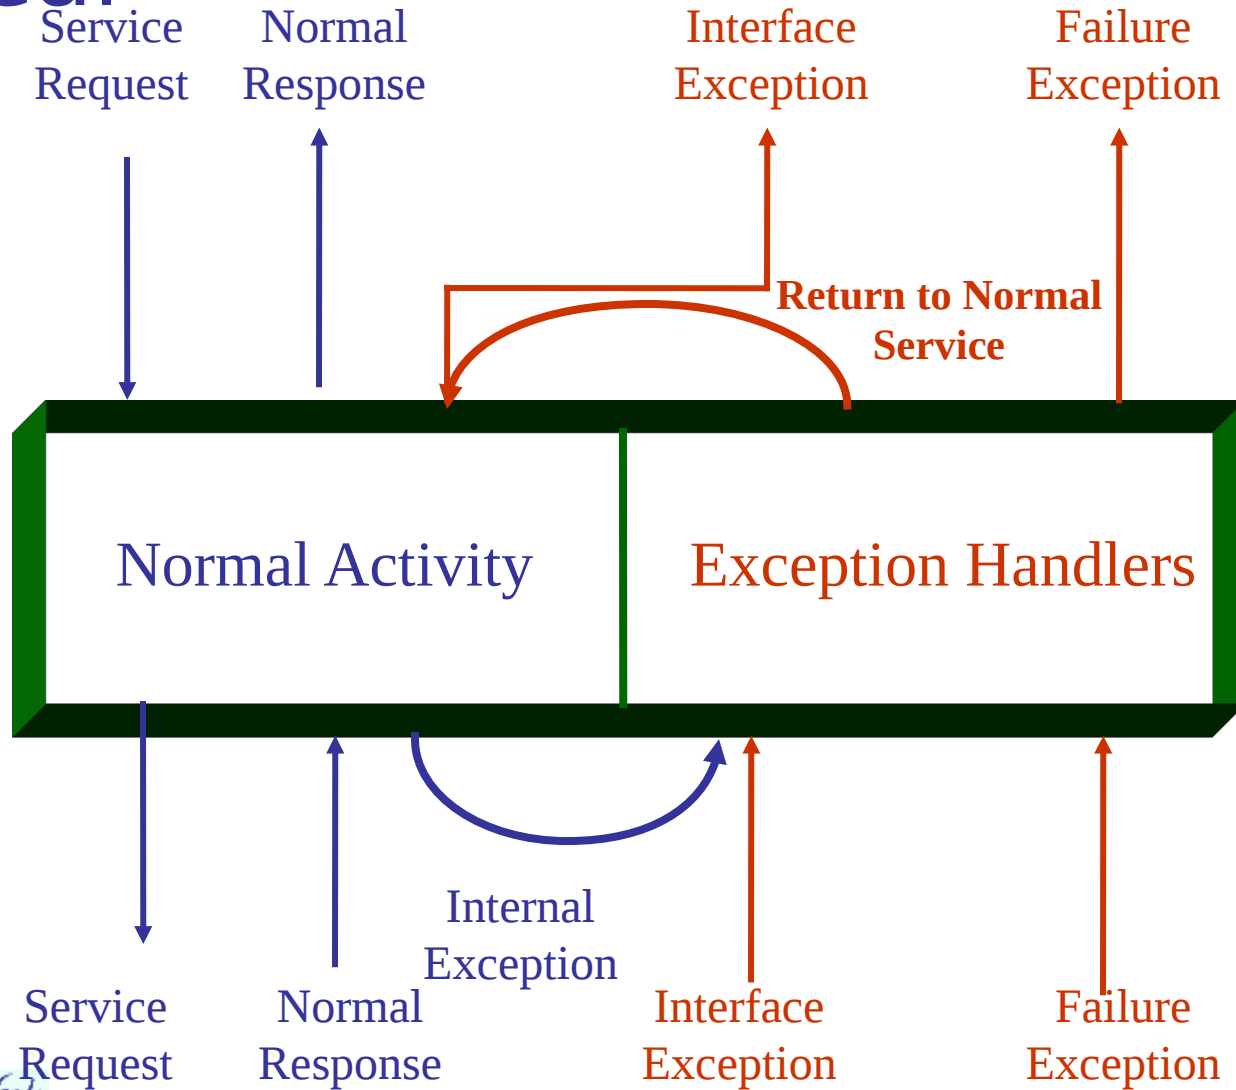 Service
Request
Normal
Response
Interface
Exception
Failure
Exception
Return to Normal
Service
Normal Activity
Exception Handlers
Internal
Exception
Service
Request
Normal
Response
Interface
Exception
Failure
Exception